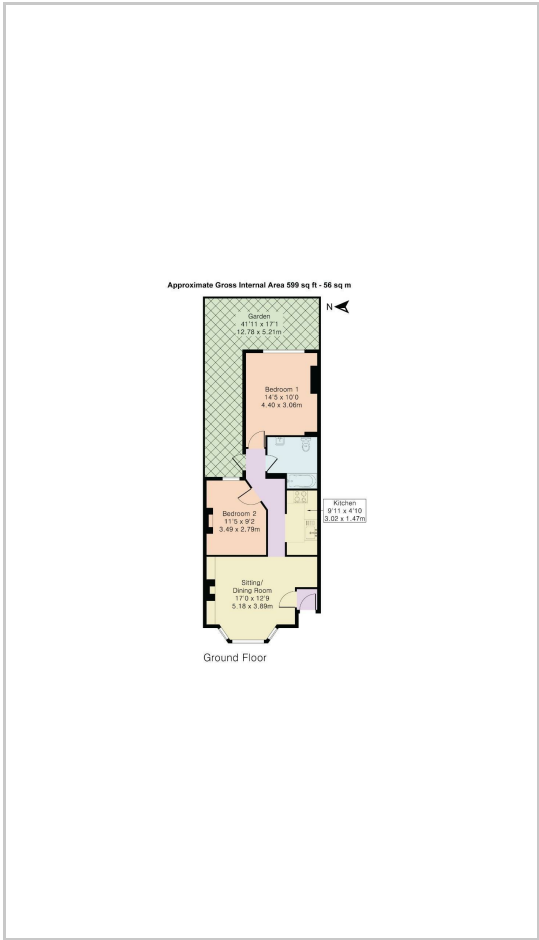 Approximate Gross Internal Area 599 sq ft - 56 sq m
N
Garden
41'11 x 17'1
12.78 x 5.21m
Bedroom 1
14'5 x 10'0
4.40 x 3.06m
Kitchen
9'11 x 4'10
3.02 x 1.47m
Bedroom 2
11'5 x 9'2
3.49 x 2.79m
Sitting/
Dining Room
17'0 x 12'9
5.18 x 3.89m
Ground Floor